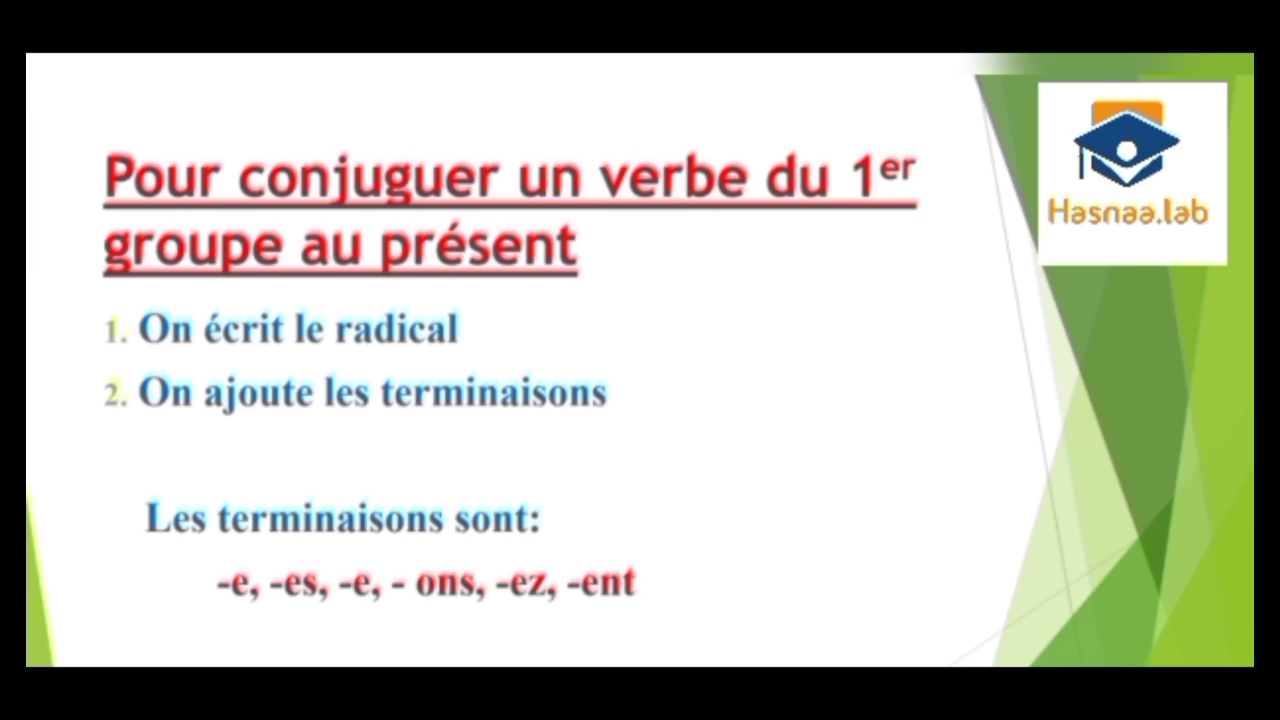 Pour conjuguer un verbe du 1er
groupe au présent
1. On écrit le radical
2. On ajoute les terminaisons
Les terminaisons sont:
-e, -es, -e, - ons, -ez, -ent
Hasnaa.lab